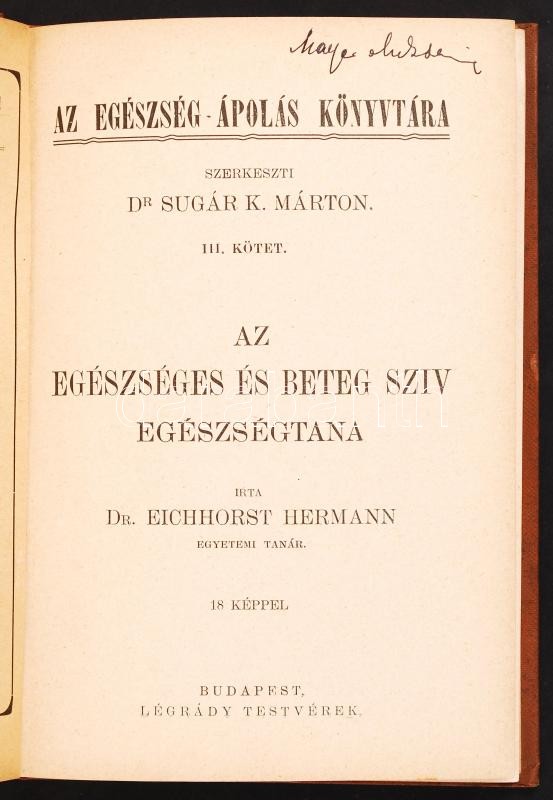 AZ EGÉSZSÉG-ÁPOLÁS KÖNYVTÁRA
SZERKESZTI
DR SUGÁR K. MÁRTON.
III. KÖTET.
AZ
EGÉSZSÉGES ÉS BETEG SZIV
EGÉSZSÉGTANA
IRTA
DR. EICHHORST HERMANN
EGYETEMI TANÁR.
18 KÉPPEL
BUDAPEST,
LÉGRÁDY TESTVÉREK.